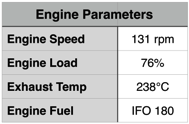 Engine Parameters
Engine Speed 131 rpm
Engine Load 76%
Exhaust Temp 238°C
Engine Fuel IFO 180